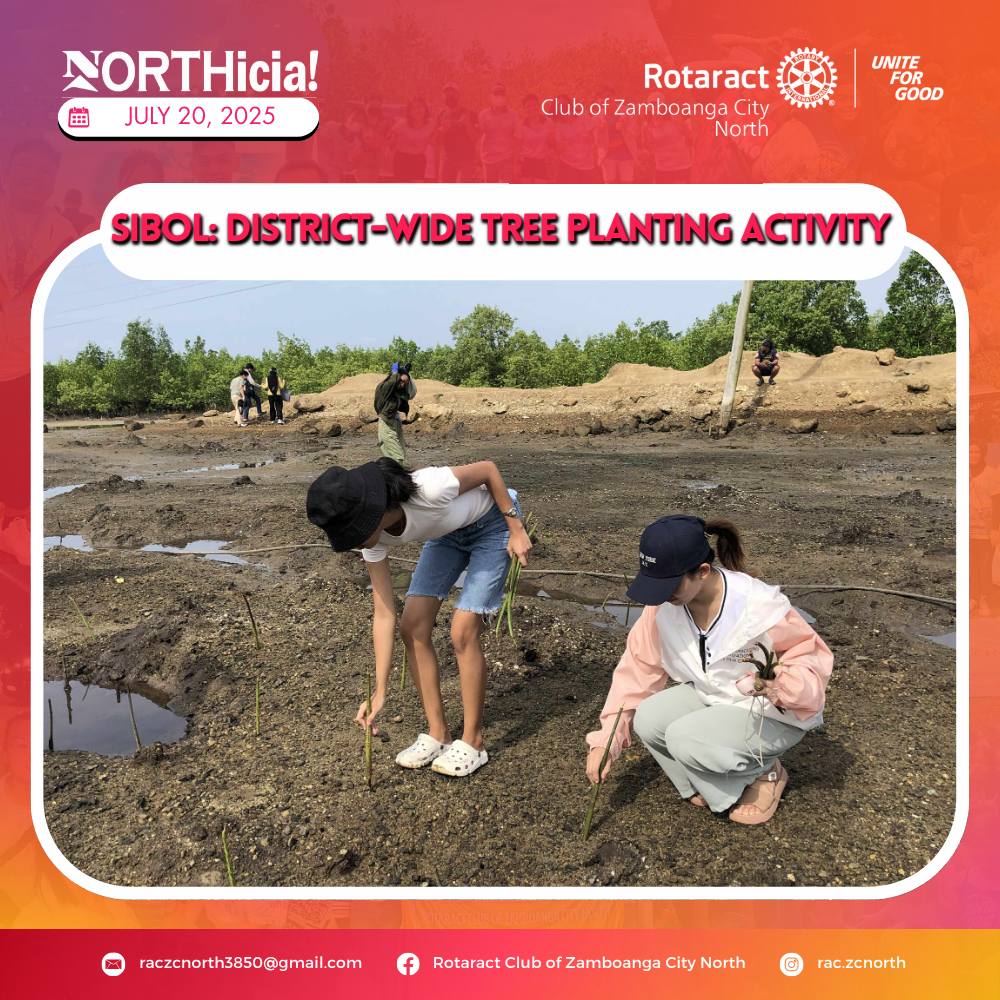 NORTHicia!
JULY 20, 2025
Rotaract
Club of Zamboanga City
North
UNITE
FOR
GOOD
SIBOL: DISTRICT-WIDE TREE PLANTING ACTIVITY
raczcnorth3850@gmail.com
Rotaract Club of Zamboanga City North
rac.zcnorth